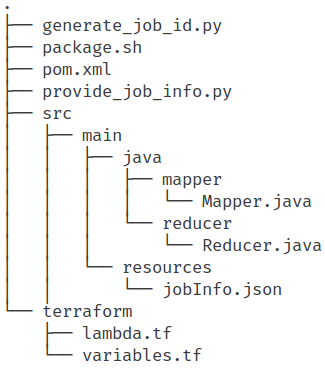 .
├── generate_job_id.py
├── package.sh
├── pom.xml
├── provide_job_info.py
├── src
│   ├── main
│   │   ├── java
│   │   │   ├── mapper
│   │   │   │   └── Mapper.java
│   │   │   └── reducer
│   │   │       └── Reducer.java
│   │   └── resources
│   │       └── jobInfo.json
└── terraform
    ├── lambda.tf
    └── variables.tf